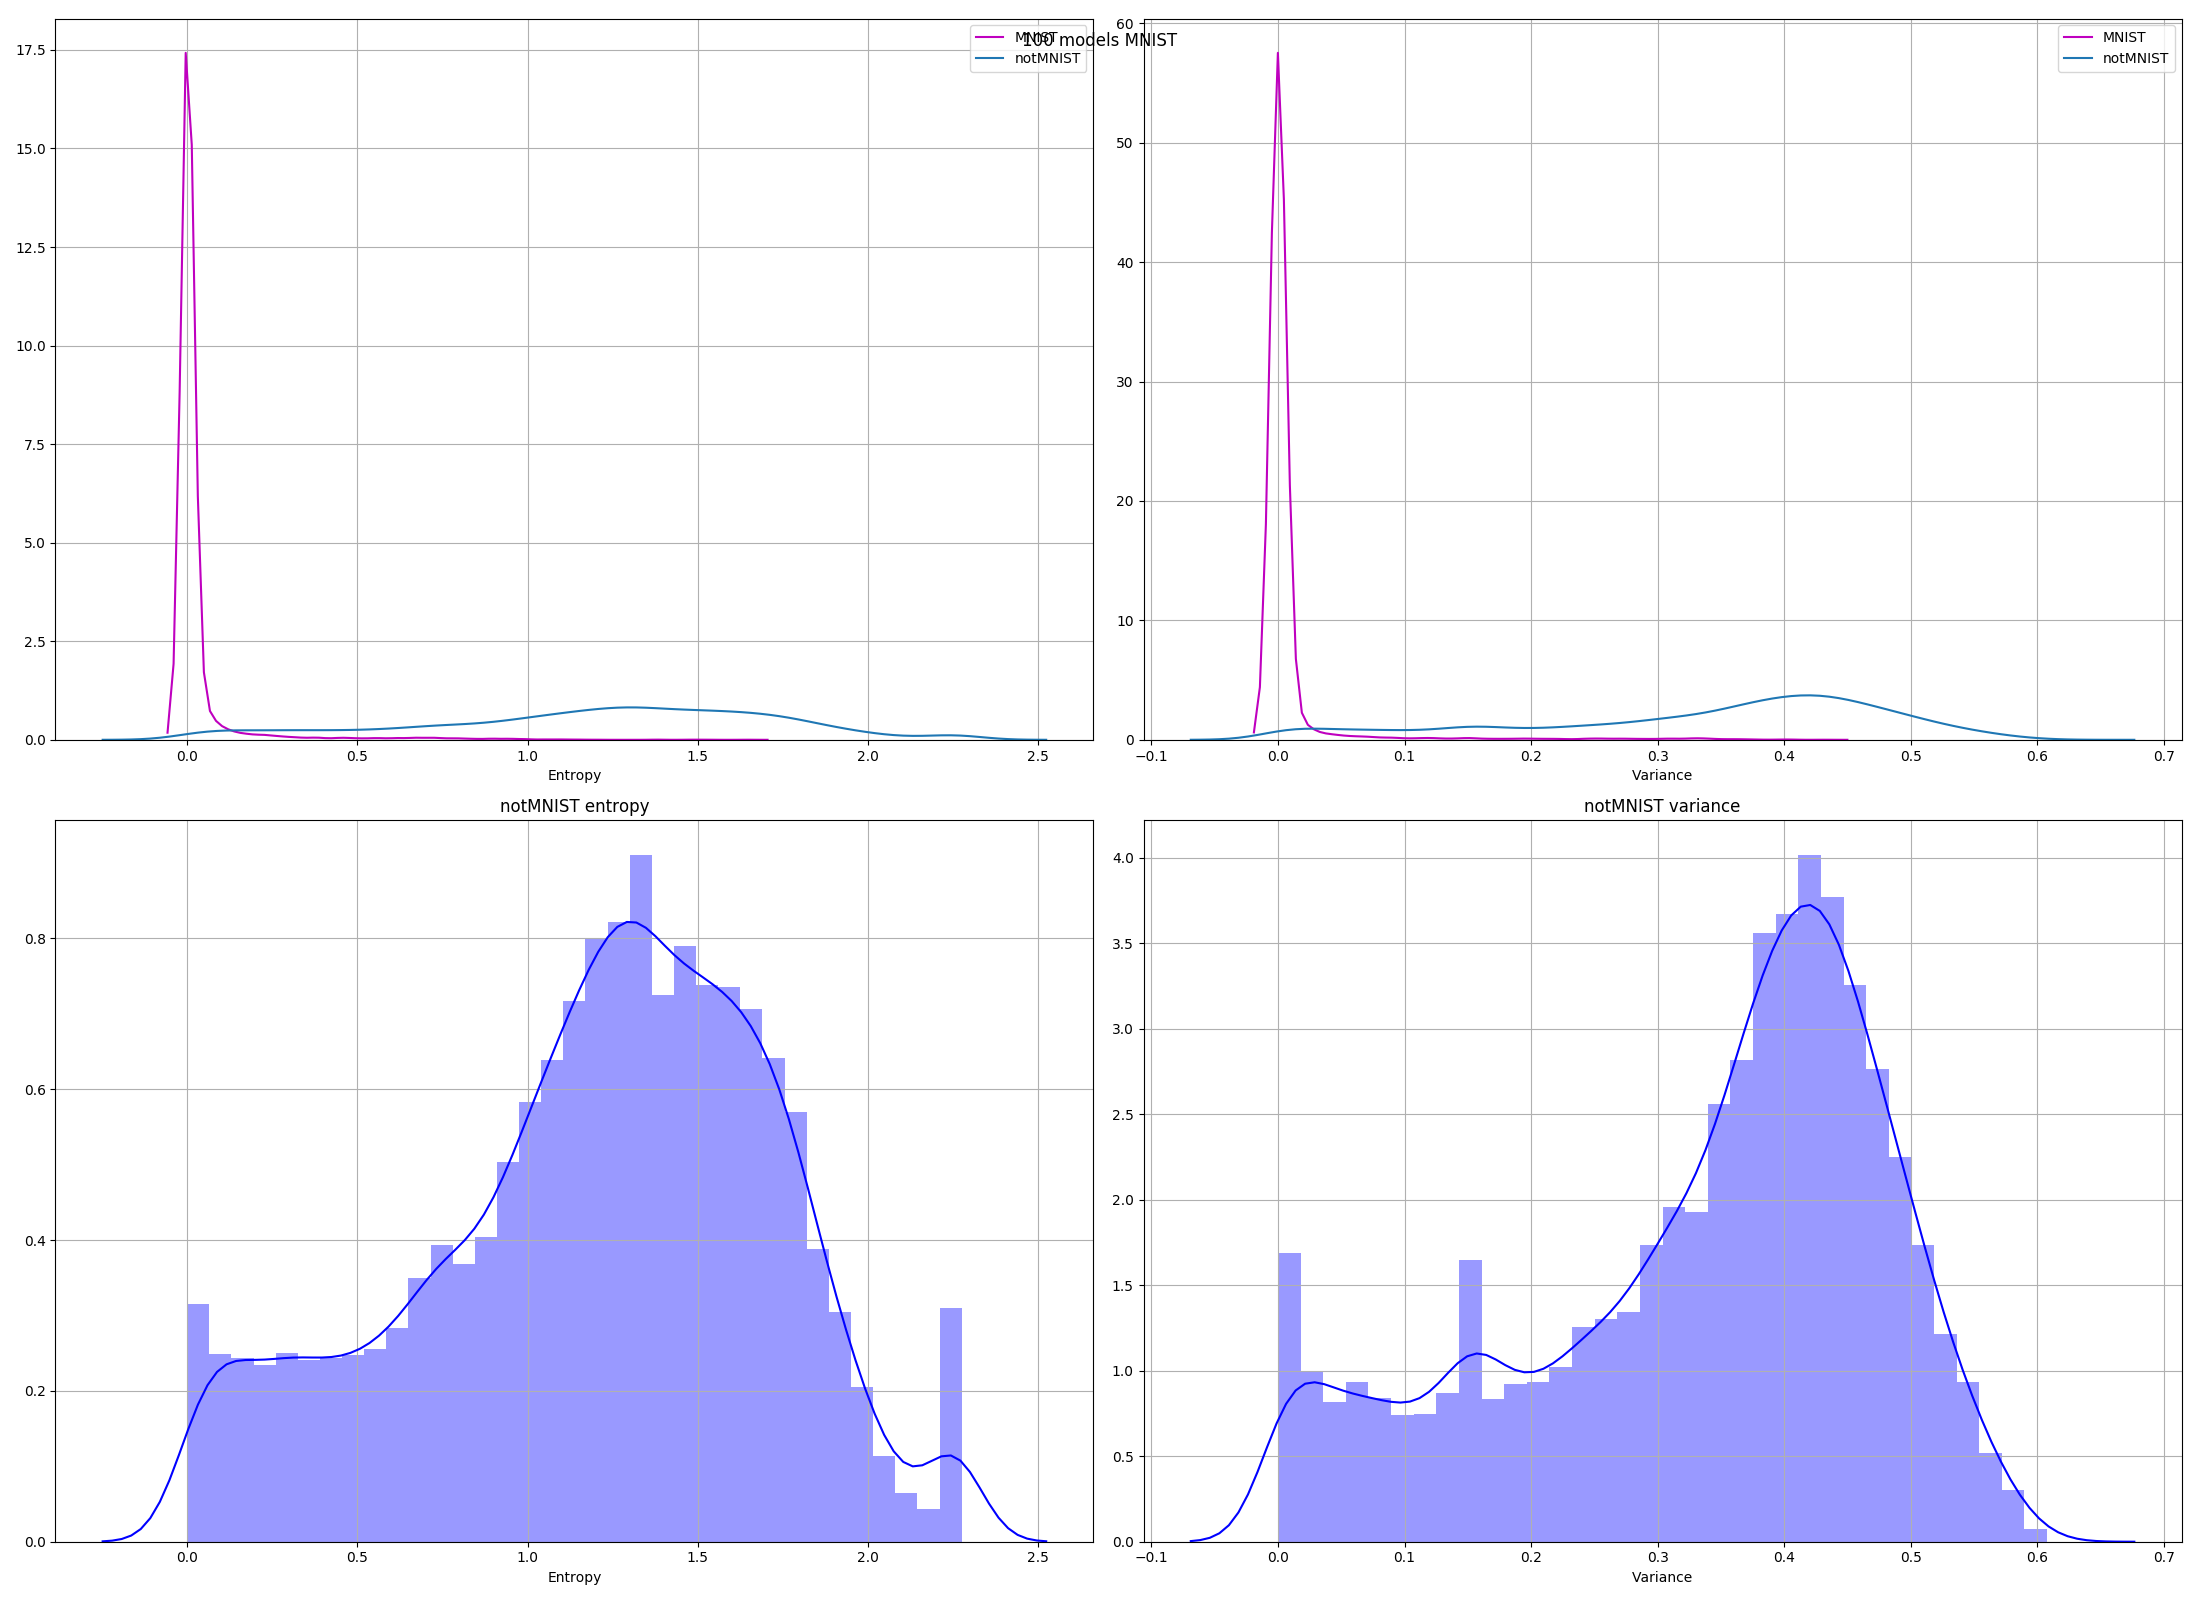 100 models MNIST
17.5
15.0
12.5
10.0
7.5
5.0
2.5
0.0
MNIST
notMNIST
0.0 0.5 1.0 1.5 2.0 2.5
Entropy
60
50
40
30
20
10
0
MNIST
notMNIST
−0.1 0.0 0.1 0.2 0.3 0.4 0.5 0.6 0.7
Variance
notMNIST entropy
0.8
0.6
0.4
0.2
0.0
0.0 0.5 1.0 1.5 2.0 2.5
Entropy
notMNIST variance
4.0
3.5
3.0
2.5
2.0
1.5
1.0
0.5
0.0
−0.1 0.0 0.1 0.2 0.3 0.4 0.5 0.6 0.7
Variance